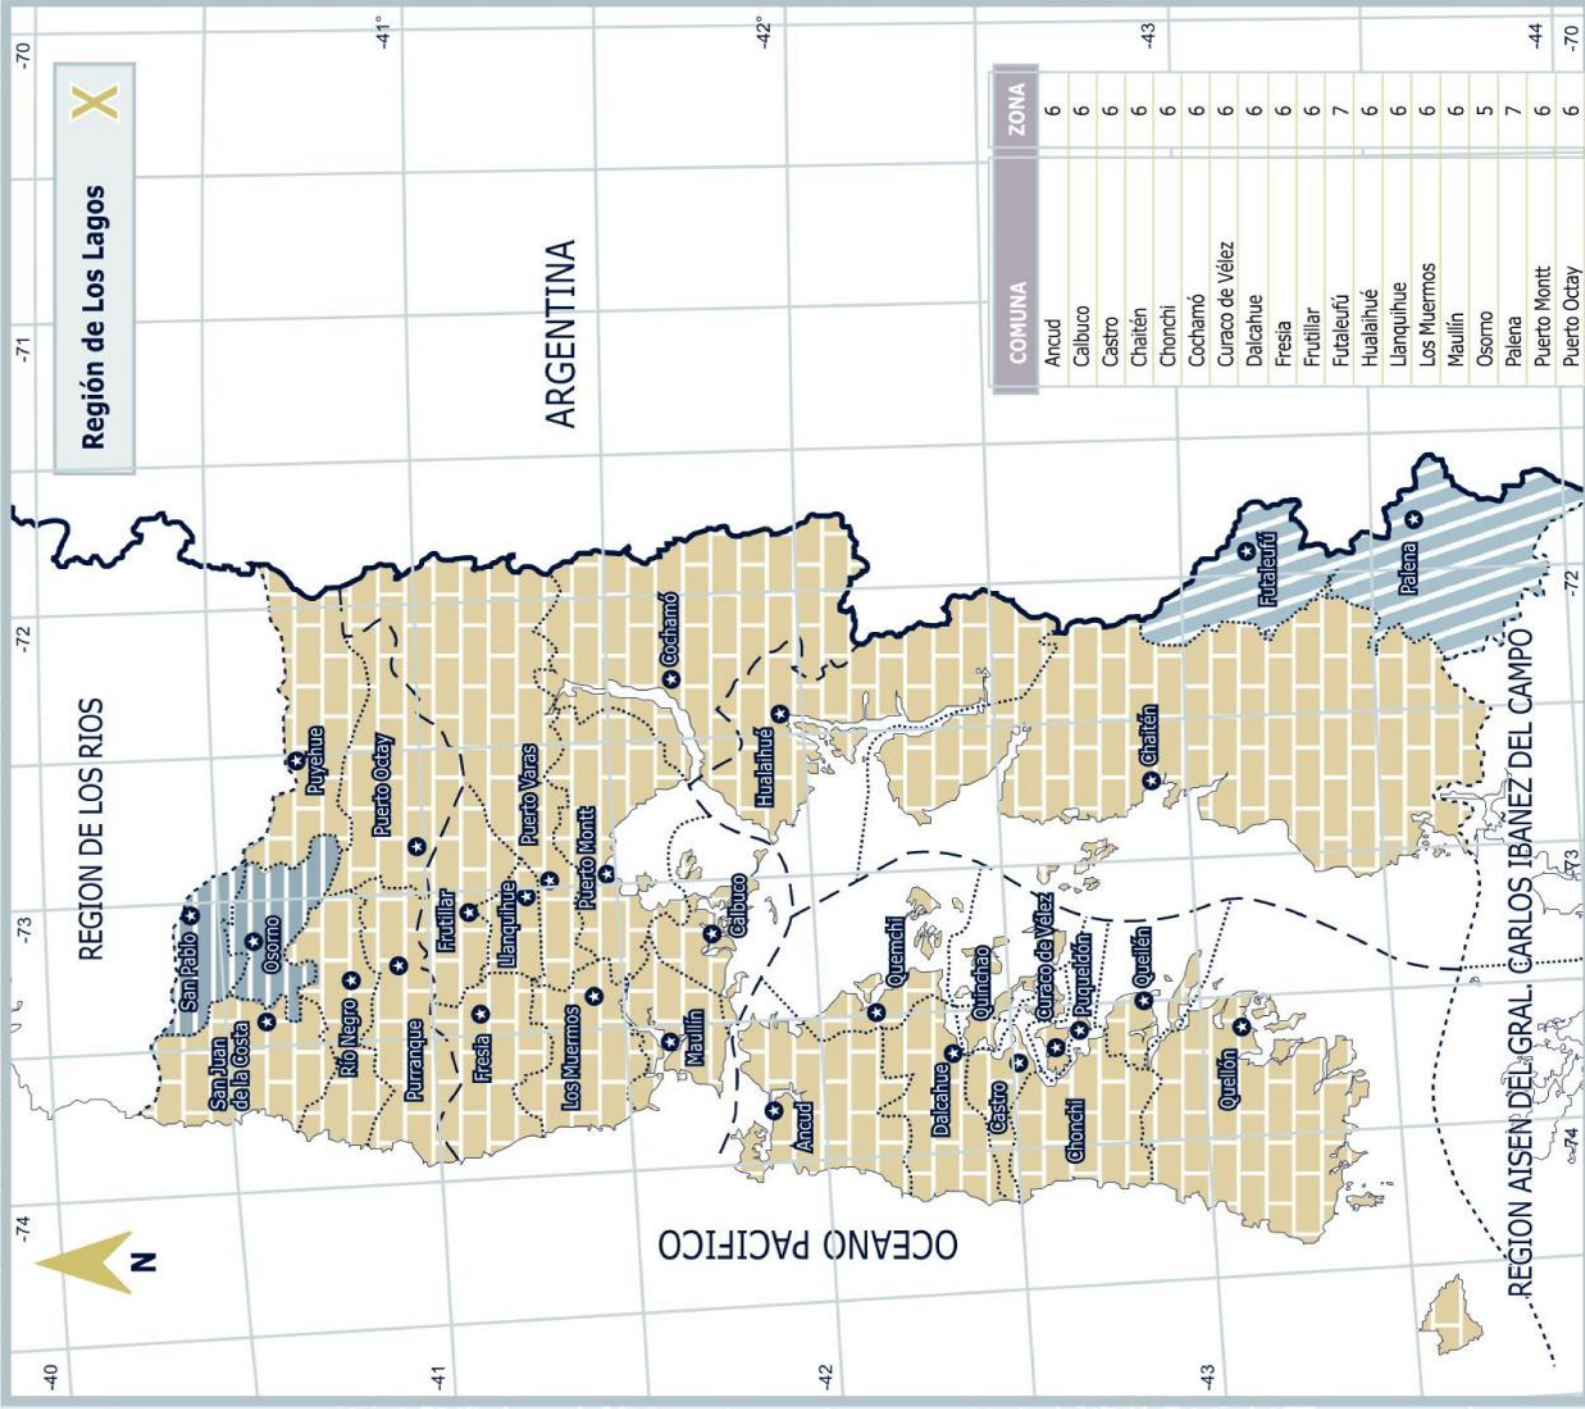 Región de Los Lagos
X
-70
-71
-72
-73
-74
-40
-41°
-42°
-43
-44
-70
-41
-42
-43
-72
-73
-74
N
REGION DE LOS RIOS
ARGENTINA
OCEANO PACIFICO
REGION AISEN DEL GRAL. CARLOS IBANEZ DEL CAMPO
San Pablo
Osorno
San Juan
de la Costa
Puyehue
Río Negro
Puerto Octay
Purranque
Frutillar
Fresia
Llanquihue
Puerto Varas
Los Muermos
Puerto Montt
Cochamó
Maullín
Calbuco
Hualaihué
Ancud
Quemchi
Dalcahue
Quinchao
Castro
Curaco de Vélez
Puqueldón
Chonchi
Queilén
Quellón
Chaitén
Futaleufú
Palena
COMUNA ZONA
Ancud 6
Calbuco 6
Castro 6
Chaitén 6
Chonchi 6
Cochamó 6
Curaco de Vélez 6
Dalcahue 6
Fresia 6
Frutillar 6
Futaleufú 7
Hualaihué 6
Llanquihue 6
Los Muermos 6
Maullín 6
Osorno 5
Palena 7
Puerto Montt 6
Puerto Octay 6